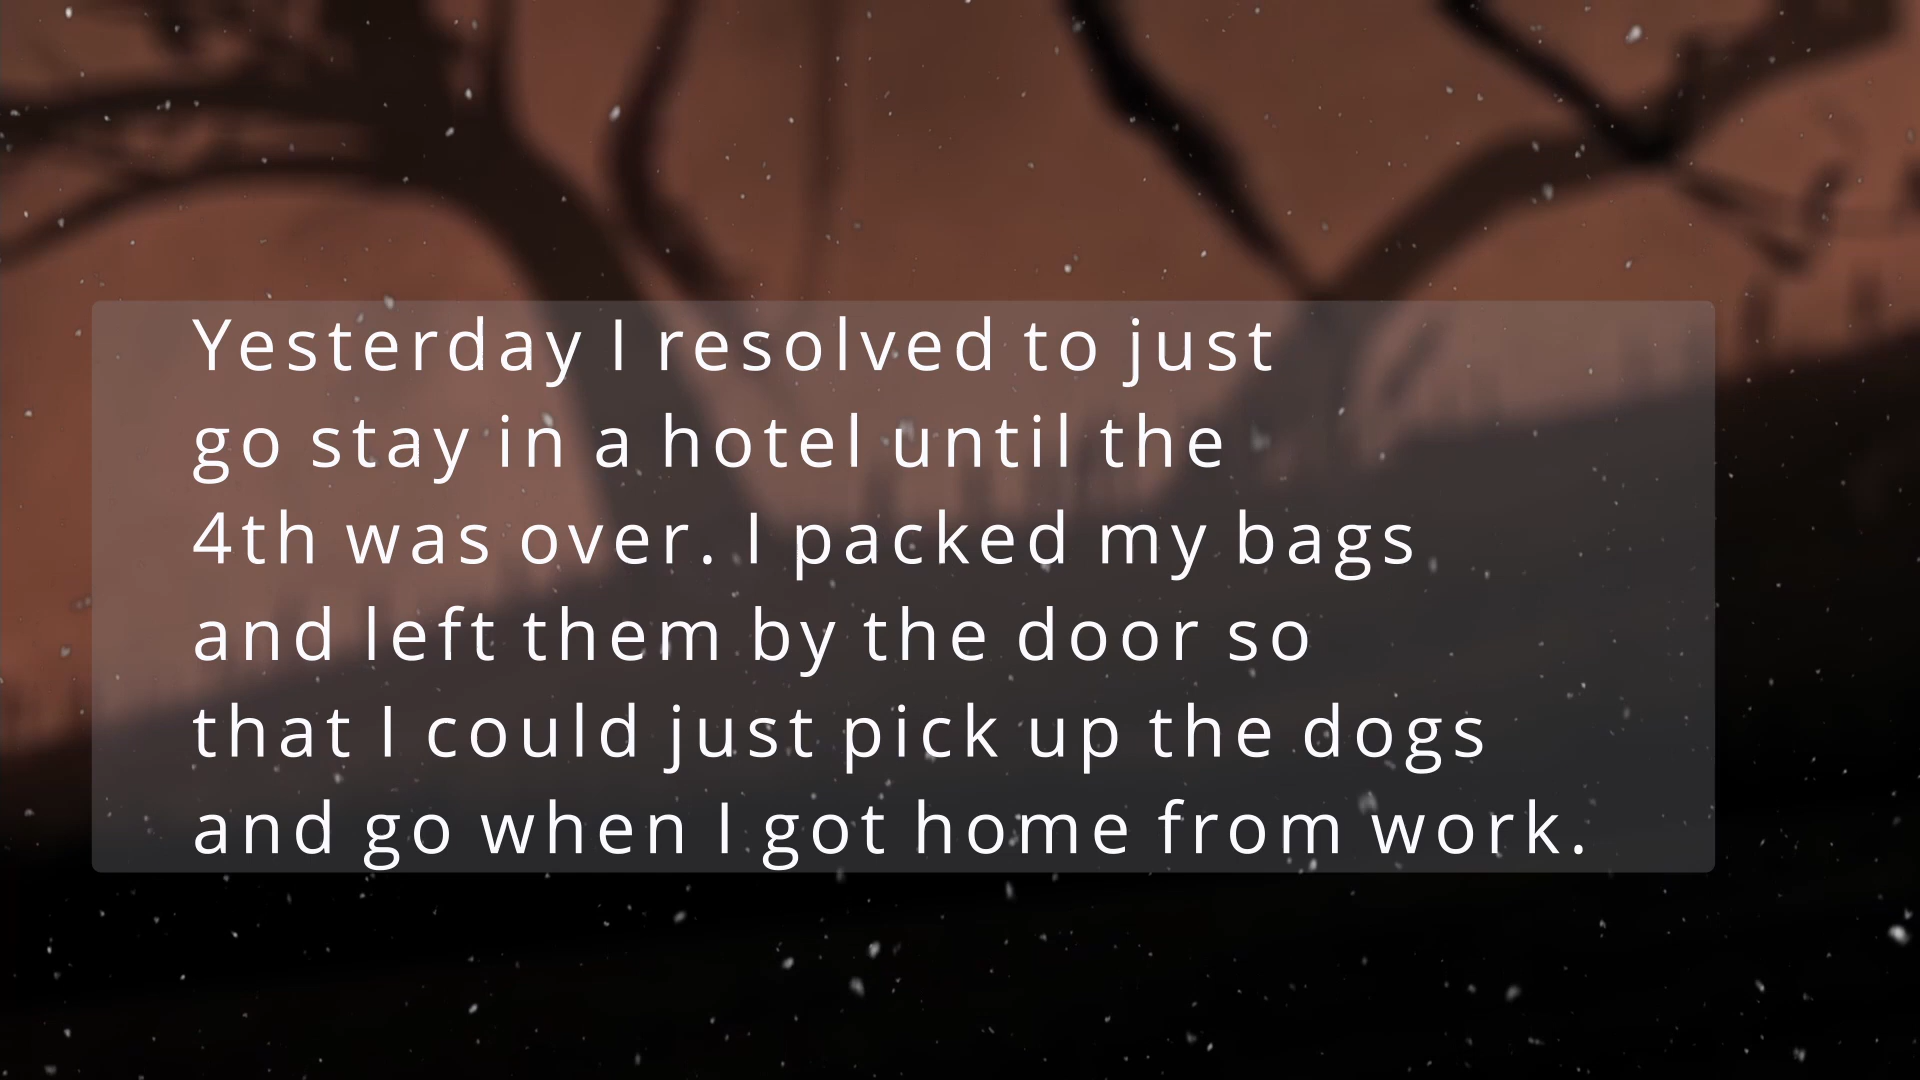 Yesterday I resolved to just
go stay in a hotel until the
4th was over. I packed my bags
and left them by the door so
that I could just pick up the dogs
and go when I got home from work.